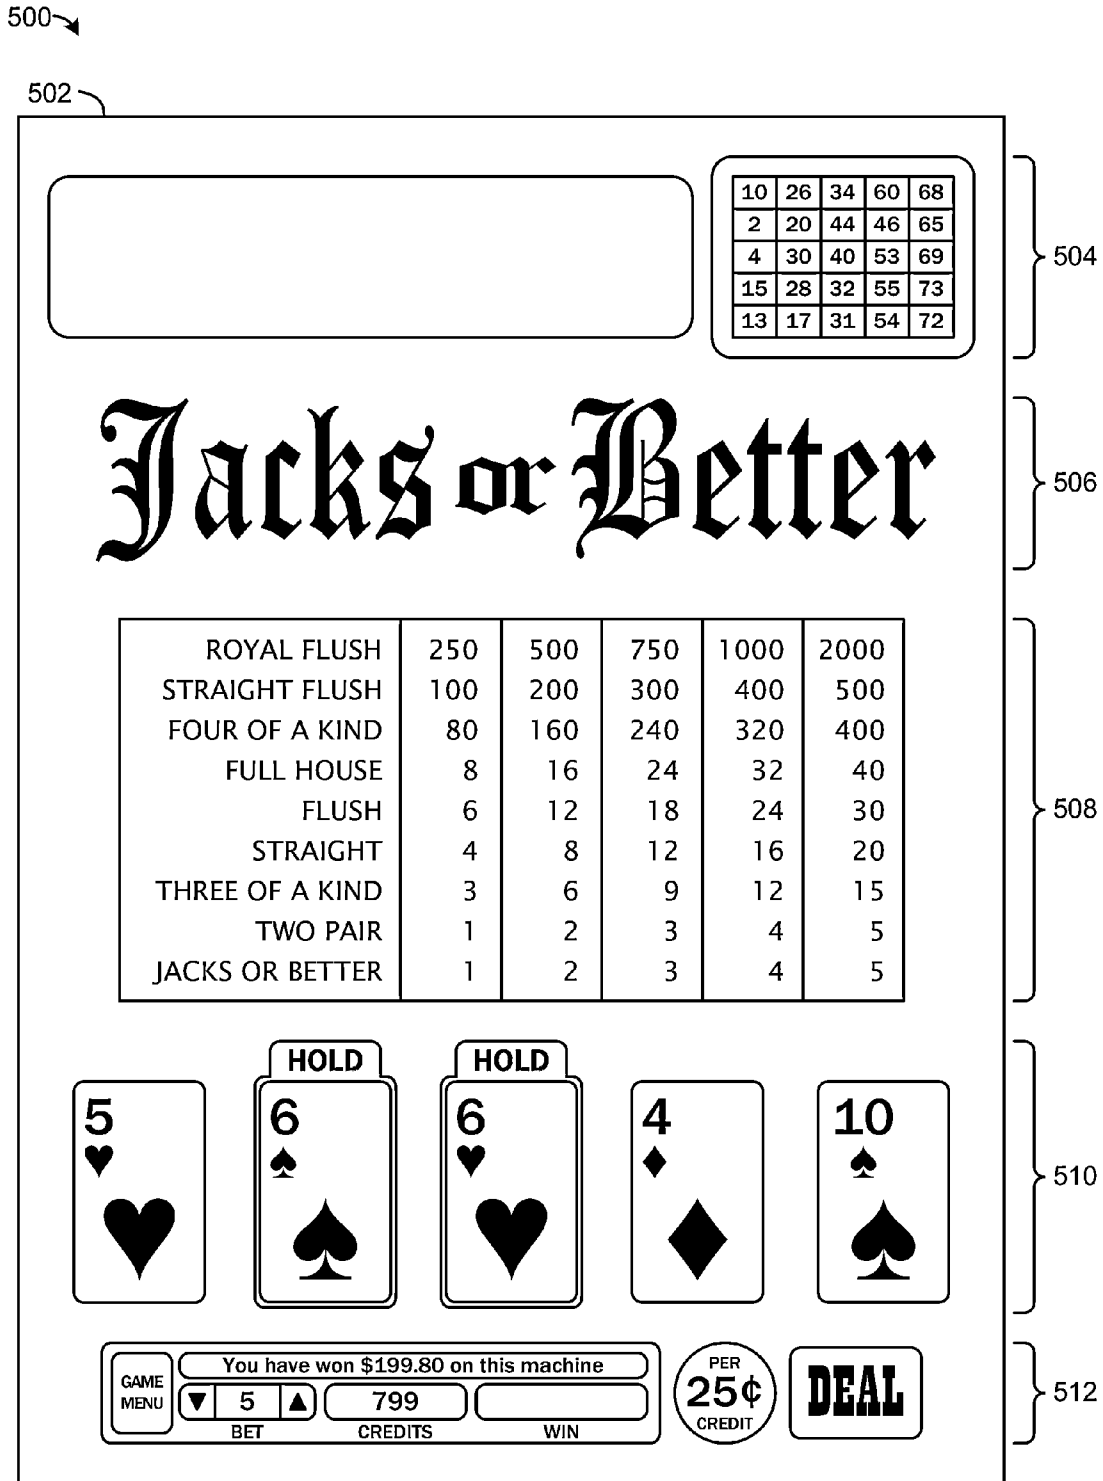 500
502
10 26 34 60 68
2 20 44 46 65
4 30 40 53 69
15 28 32 55 73
13 17 31 54 72
504
Jacks or Better
506
ROYAL FLUSH 250 500 750 1000 2000
STRAIGHT FLUSH 100 200 300 400 500
FOUR OF A KIND 80 160 240 320 400
FULL HOUSE 8 16 24 32 40
FLUSH 6 12 18 24 30
STRAIGHT 4 8 12 16 20
THREE OF A KIND 3 6 9 12 15
TWO PAIR 1 2 3 4 5
JACKS OR BETTER 1 2 3 4 5
508
HOLD HOLD
5 6 6 4 10
510
GAME
MENU
You have won $199.80 on this machine
5 799
BET CREDITS WIN
PER
25¢
CREDIT
DEAL
512